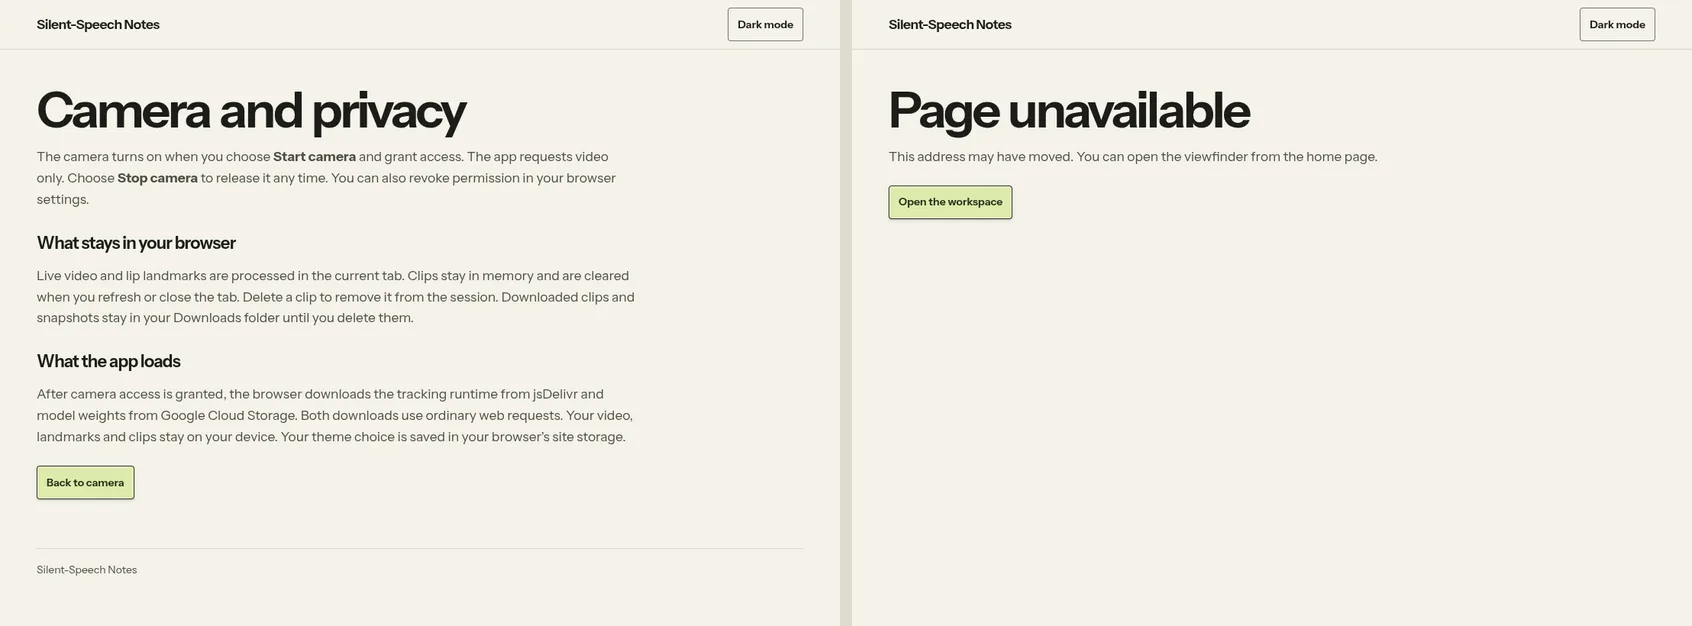 Silent-Speech Notes
Dark mode
Camera and privacy
The camera turns on when you choose Start camera and grant access. The app requests video
only. Choose Stop camera to release it any time. You can also revoke permission in your browser
settings.
What stays in your browser
Live video and lip landmarks are processed in the current tab. Clips stay in memory and are cleared
when you refresh or close the tab. Delete a clip to remove it from the session. Downloaded clips and
snapshots stay in your Downloads folder until you delete them.
What the app loads
After camera access is granted, the browser downloads the tracking runtime from jsDelivr and
model weights from Google Cloud Storage. Both downloads use ordinary web requests. Your video,
landmarks and clips stay on your device. Your theme choice is saved in your browser’s site storage.
Back to camera
Silent-Speech Notes
Silent-Speech Notes
Dark mode
Page unavailable
This address may have moved. You can open the viewfinder from the home page.
Open the workspace